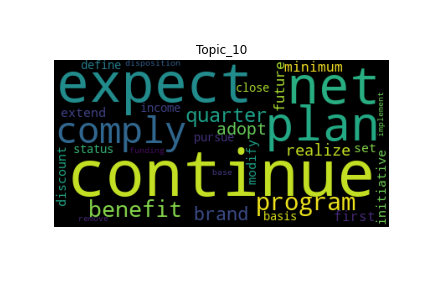 Topic_10
define disposition
expect
close
future
minimum
net
extend
income
quarter
plan
implement
comply
adopt
pursue
status
modify
realize
set
discount
continue
funding
base
initiative
benefit
program
remove
brand
basis
first